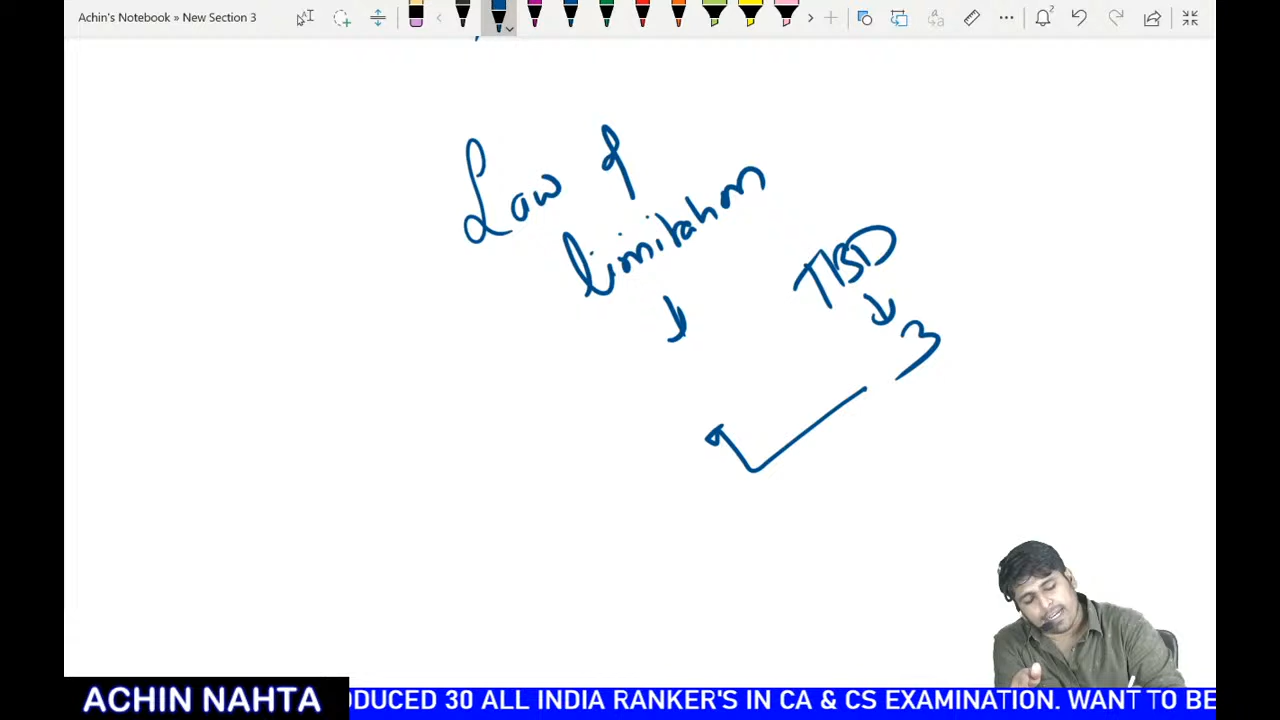 Achin's Notebook » New Section 3
Law of
limitation
TBD
3
ACHIN NAHTA
ODUCED 30 ALL INDIA RANKER'S IN CA & CS EXAMINATION. WANT TO BE